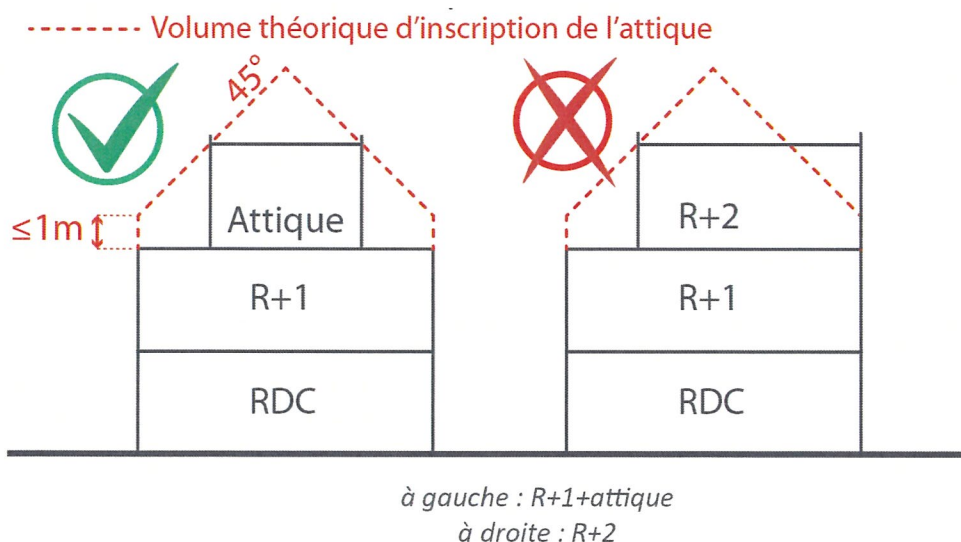 Volume théorique d'inscription de l'attique
45°
≤1m
Attique
R+1
RDC
R+2
R+1
RDC
à gauche : R+1+attique
à droite : R+2